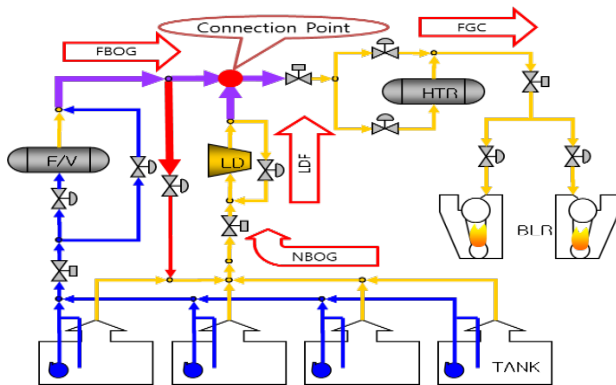 FBOG
Connection Point
FGC
HTR
F/V
LD
LDF
BLR
NBOG
TANK